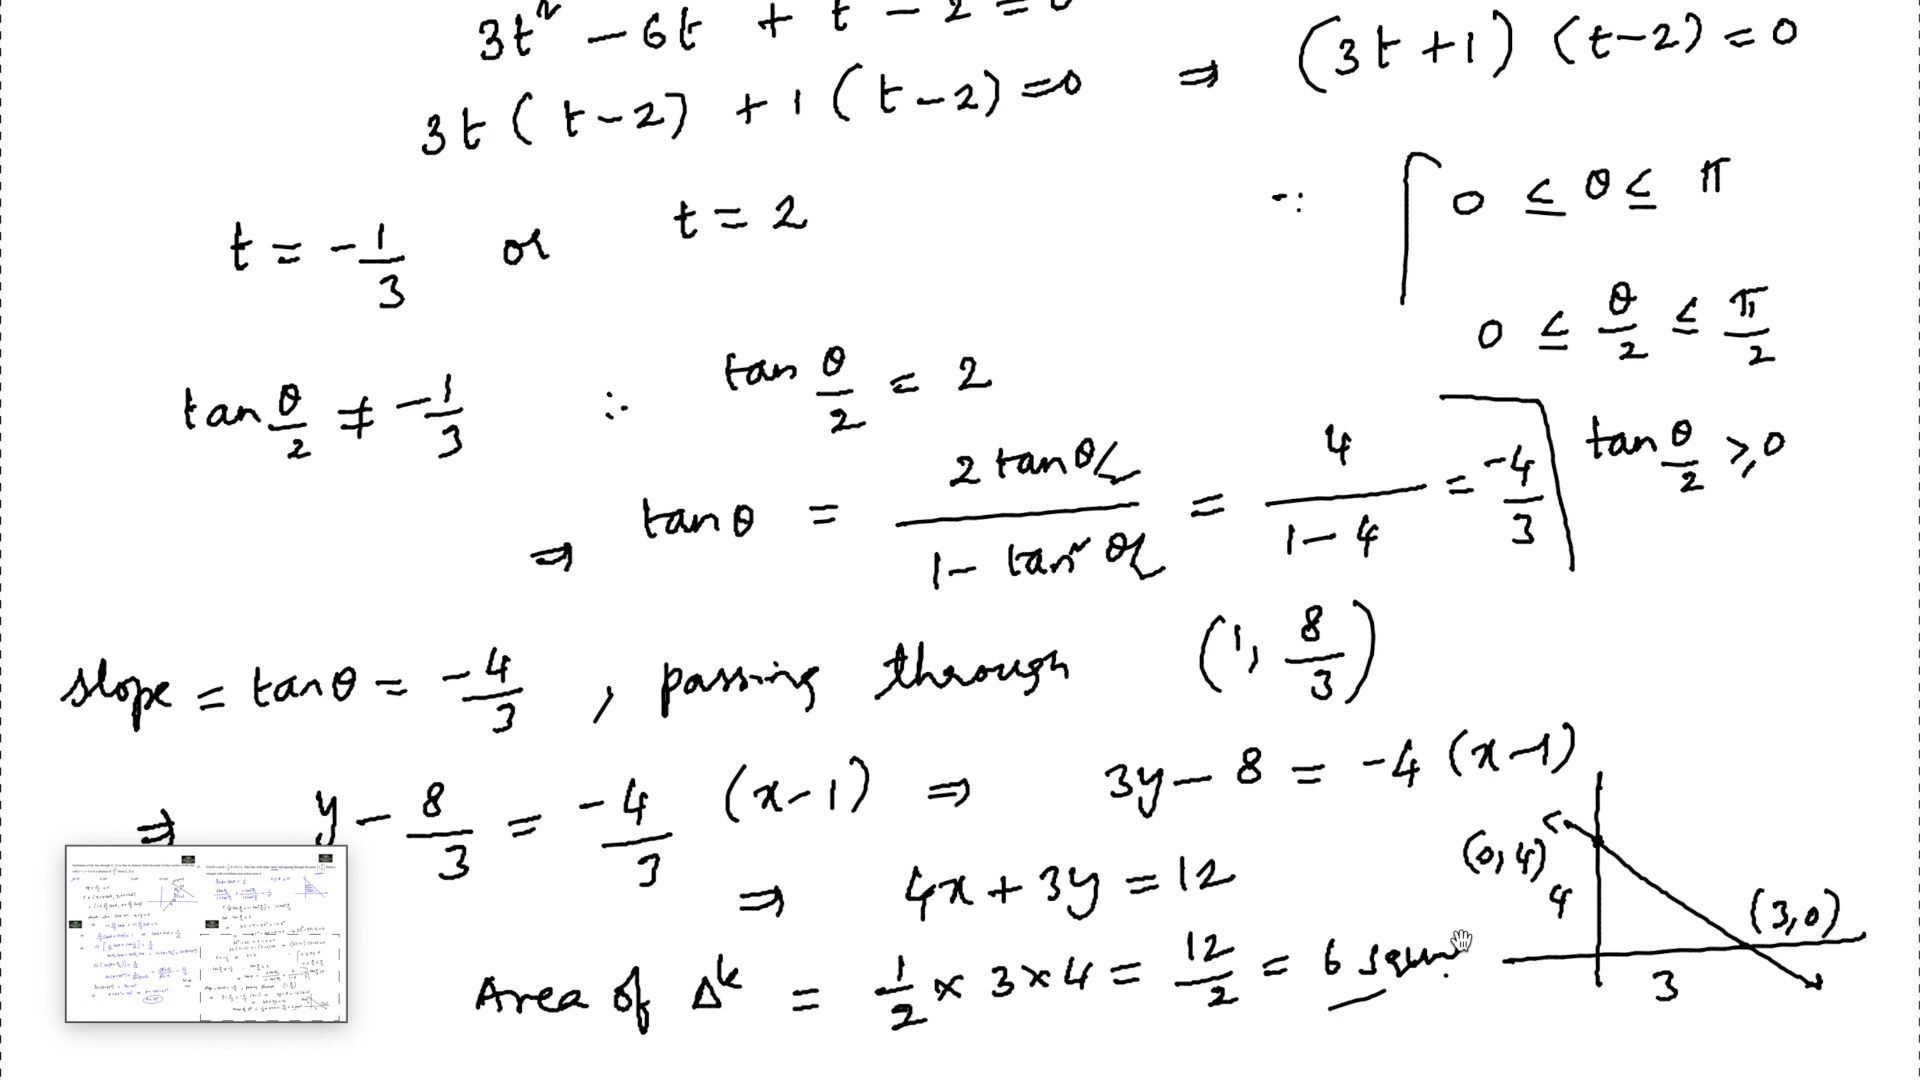 3t² - 6t + t - 2 = 0
3t(t-2) + 1(t-2) = 0 ⇒ (3t+1)(t-2) = 0
t = -1/3 or t = 2
∵ 0 ≤ θ ≤ π
0 ≤ θ/2 ≤ π/2
tan θ/2 ≠ -1/3 ∴ tan θ/2 = 2
tan θ/2 ≥ 0
⇒ tan θ = 2 tan θ/2 / 1 - tan² θ/2 = 4 / 1-4 = -4/3
slope = tan θ = -4/3 , passing through (1, 8/3)
⇒ y - 8/3 = -4/3 (x-1) ⇒ 3y - 8 = -4(x-1)
⇒ 4x + 3y = 12
(0,4)
4
(3,0)
3
Area of Δle = 1/2 × 3 × 4 = 12/2 = 6